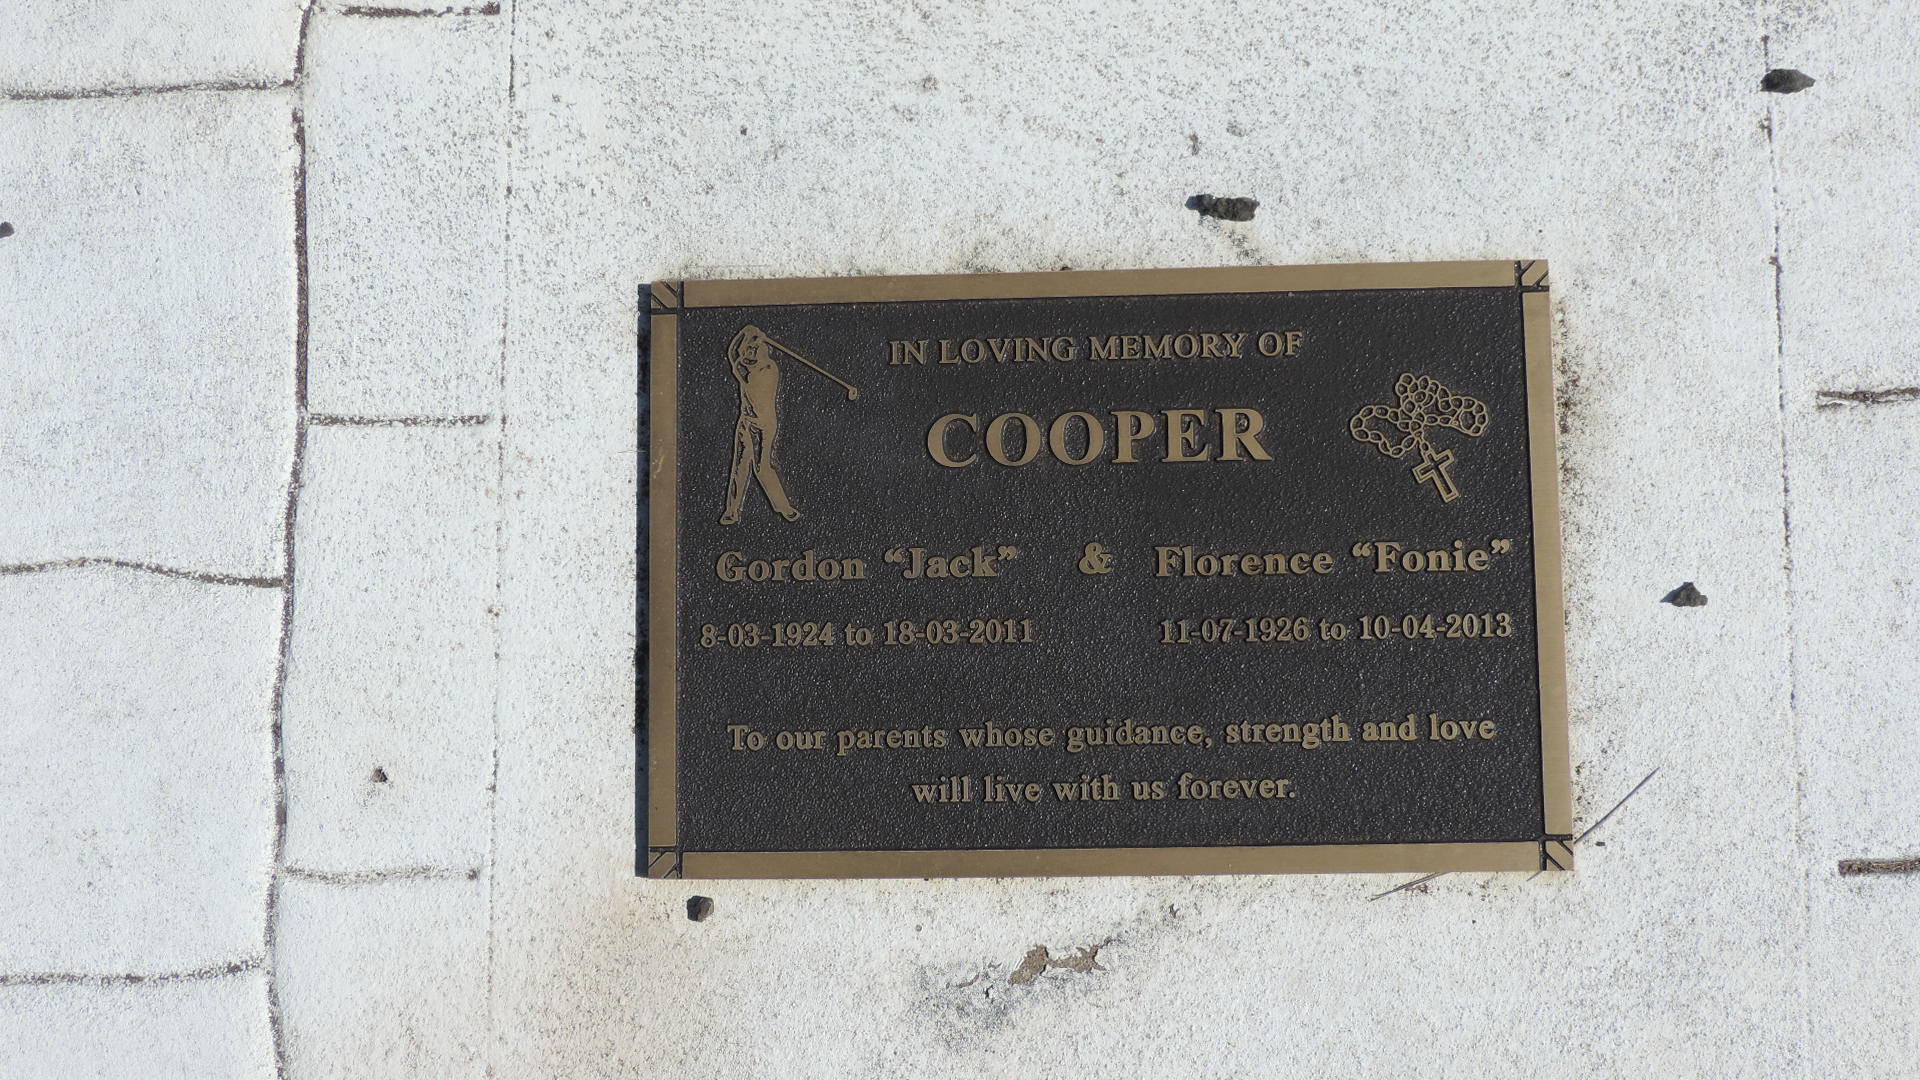 IN LOVING MEMORY OF
COOPER
Gordon “Jack” & Florence “Fonie”
8-03-1924 to 18-03-2011 11-07-1926 to 10-04-2013
To our parents whose guidance, strength and love
will live with us forever.